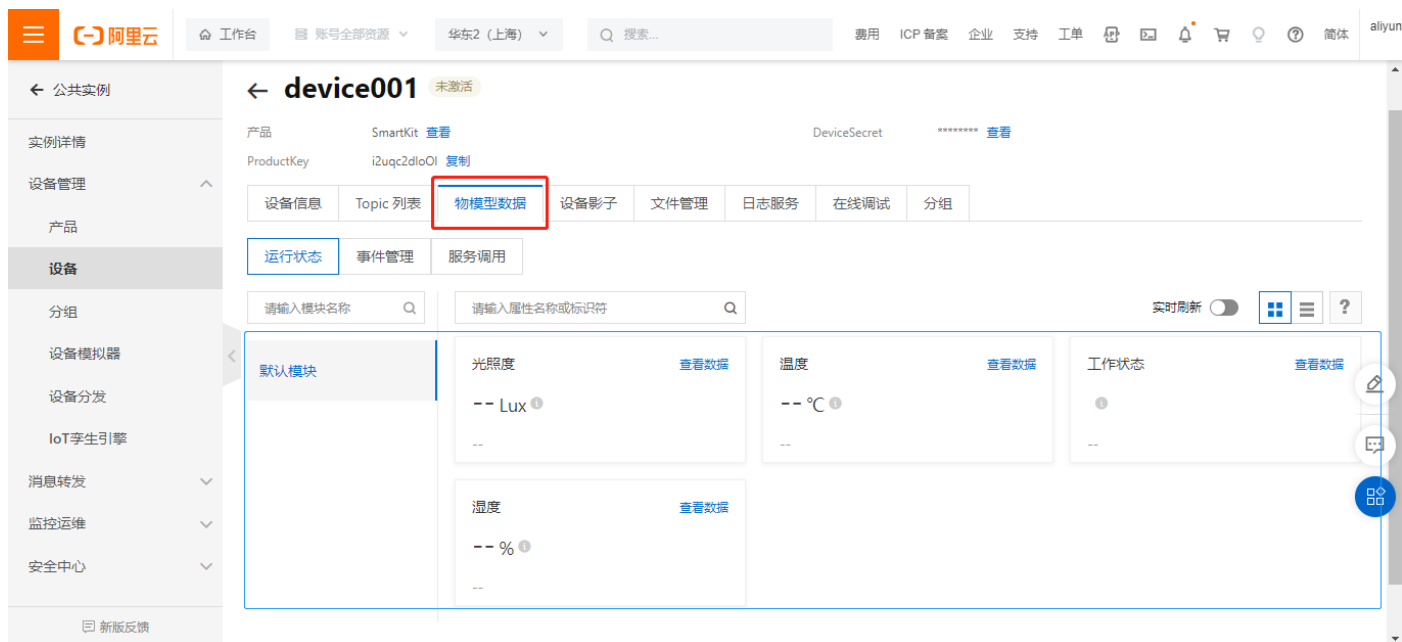 阿里云 工作台 账号全部资源 华东2（上海） 搜索... 费用 ICP 备案 企业 支持 工单 简体 aliyun
公共实例
device001 未激活
产品 SmartKit 查看 DeviceSecret ******** 查看
实例详情
ProductKey i2uqc2dloOl 复制
设备管理
设备信息 Topic 列表 物模型数据 设备影子 文件管理 日志服务 在线调试 分组
产品
运行状态 事件管理 服务调用
设备
分组
请输入模块名称 请输入属性名称或标识符 实时刷新 ?
设备模拟器
默认模块
光照度 查看数据 温度 查看数据 工作状态 查看数据
设备分发
-- Lux -- ℃
IoT孪生引擎
-- -- --
消息转发
湿度 查看数据
监控运维
-- %
安全中心
--
新版反馈